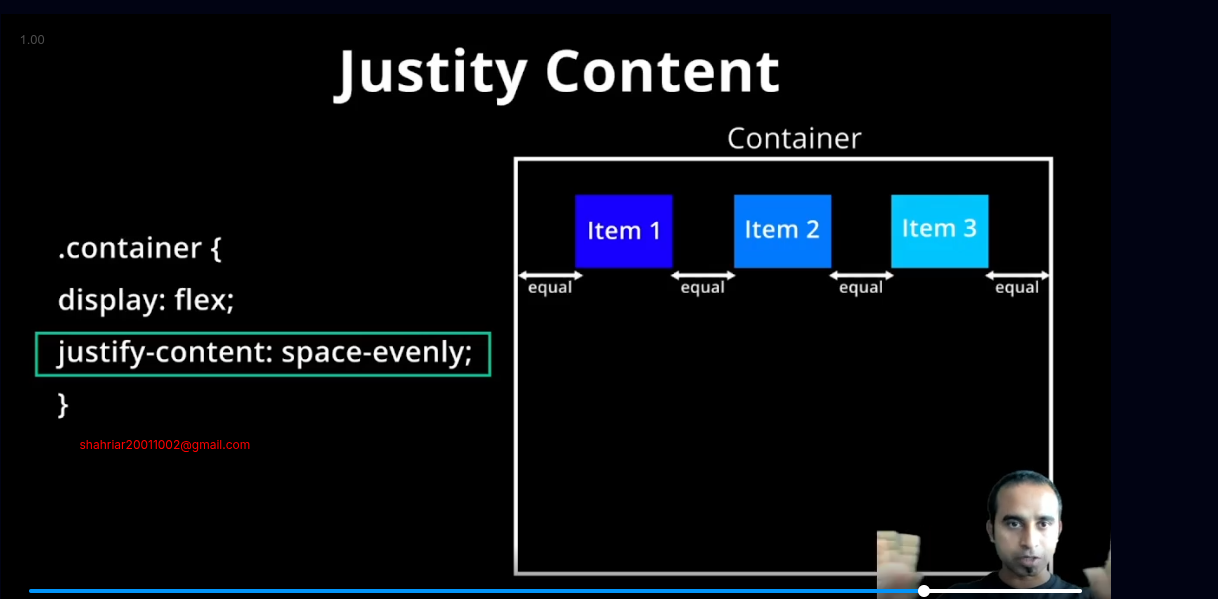 1.00
Justity Content
Container
Item 1 Item 2 Item 3
equal equal equal equal
.container {
display: flex;
justify-content: space-evenly;
}
shahriar20011002@gmail.com